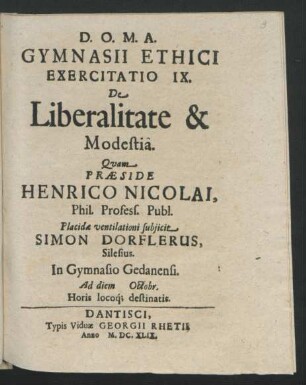 D. O. M. A.
GYMNASII ETHICI
EXERCITATIO IX.
De
Liberalitate &
Modeſtiâ.
Qvam
PRÆSIDE
HENRICO NICOLAI,
Phil. Profeſſ. Publ.
Placidæ ventilationi ſubjicit
SIMON DORFLERUS,
Sileſius.
In Gymnaſio Gedanenſi.
Ad diem Octobr.
Horis locoq; deſtinatis.
DANTISCI,
Typis Viduæ GEORGII RHETII
Anno M. DC. XLIX.